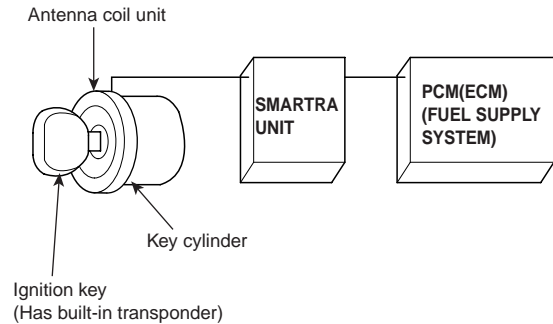 Antenna coil unit
SMARTRA
UNIT
PCM(ECM)
(FUEL SUPPLY
SYSTEM)
Key cylinder
Ignition key
(Has built-in transponder)